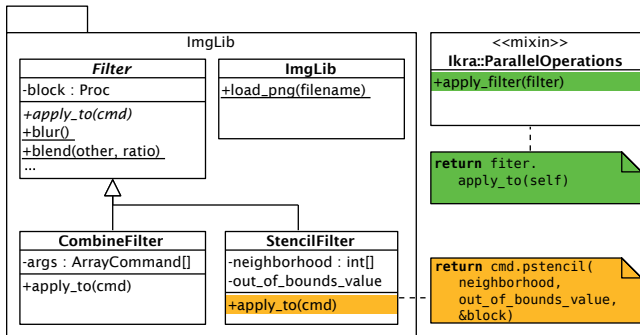 ImgLib
Filter
-block : Proc
+apply_to(cmd)
+blur()
+blend(other, ratio)
...
ImgLib
+load_png(filename)
<<mixin>>
Ikra::ParallelOperations
+apply_filter(filter)
return fiter.
apply_to(self)
CombineFilter
-args : ArrayCommand[]
+apply_to(cmd)
StencilFilter
-neighborhood : int[]
-out_of_bounds_value
+apply_to(cmd)
return cmd.pstencil(
neighborhood,
out_of_bounds_value,
&block)